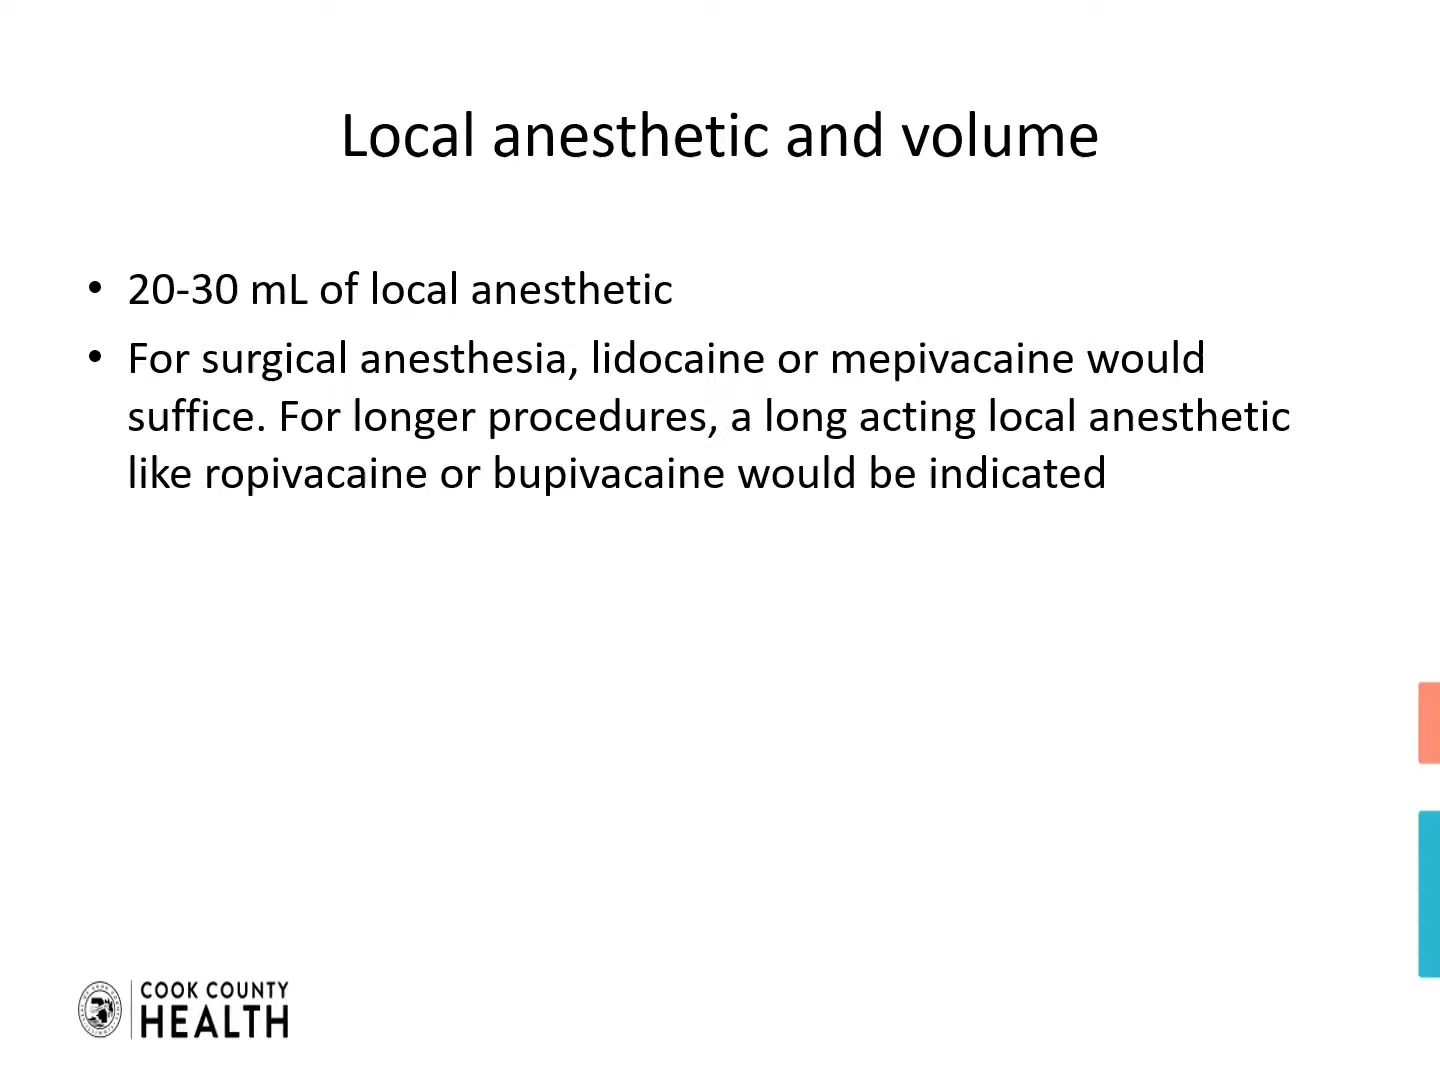 Local anesthetic and volume
• 20-30 mL of local anesthetic
• For surgical anesthesia, lidocaine or mepivacaine would
suffice. For longer procedures, a long acting local anesthetic
like ropivacaine or bupivacaine would be indicated
COOK COUNTY
HEALTH